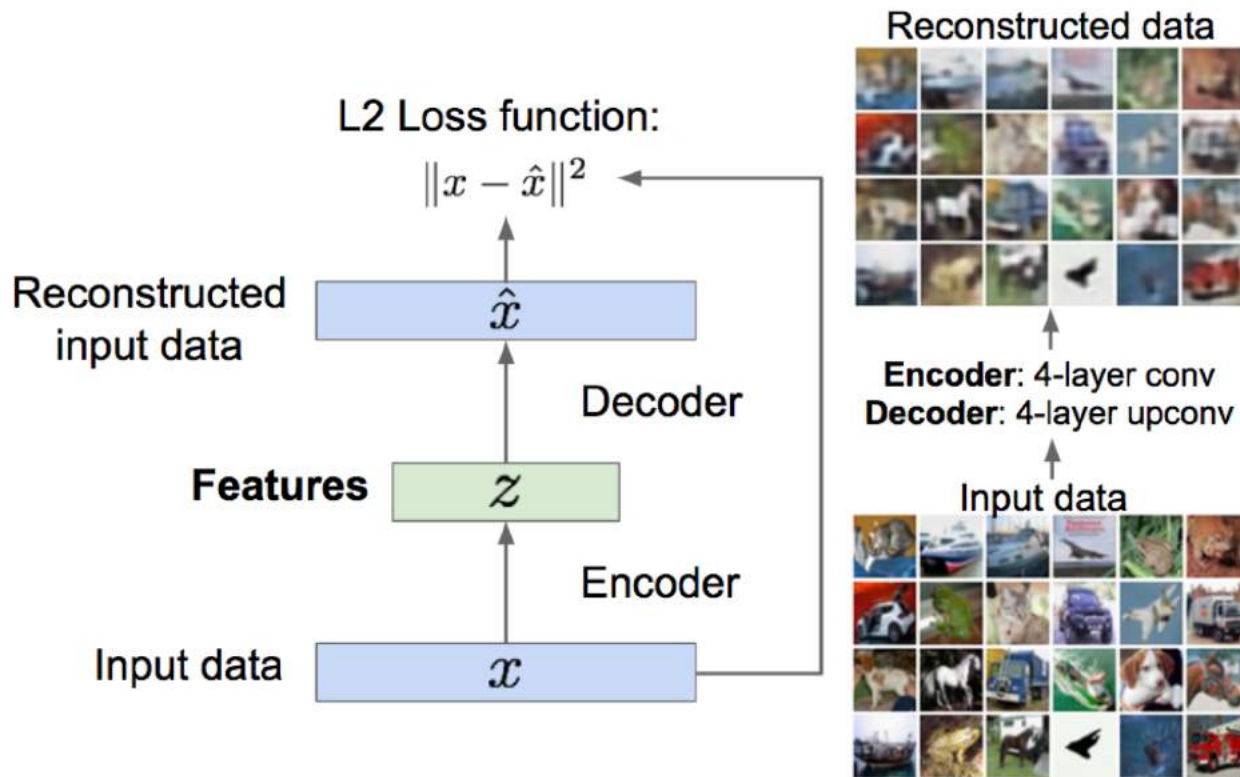 Reconstructed data
L2 Loss function:
‖x − x̂‖²
Reconstructed
input data
x̂
Decoder
Features
z
Encoder
Input data
x
Encoder: 4-layer conv
Decoder: 4-layer upconv
Input data